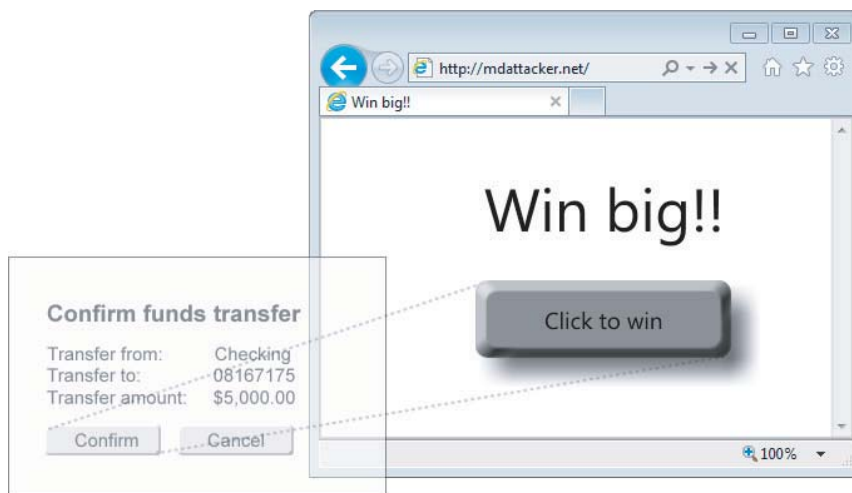 http://mdattacker.net/
Win big!!
Win big!!
Click to win
Confirm funds transfer
Transfer from: Checking
Transfer to: 08167175
Transfer amount: $5,000.00
Confirm Cancel
100%